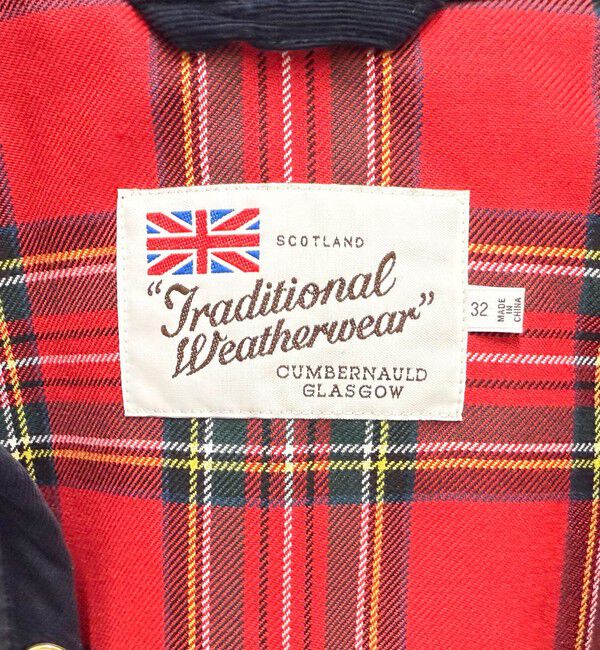 SCOTLAND
"Traditional
Weatherwear"
CUMBERNAULD
GLASGOW
32
MADE
IN
CHINA